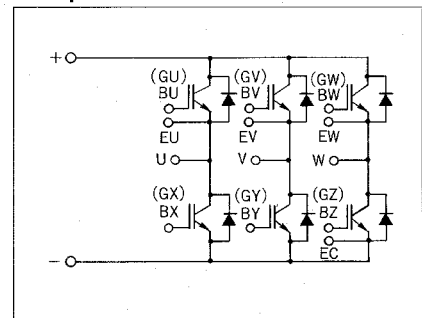 +
(GU) (GV) (GW)
BU BV BW
EU EV EW
U V W
(GX) (GY) (GZ)
BX BY BZ
EC
-